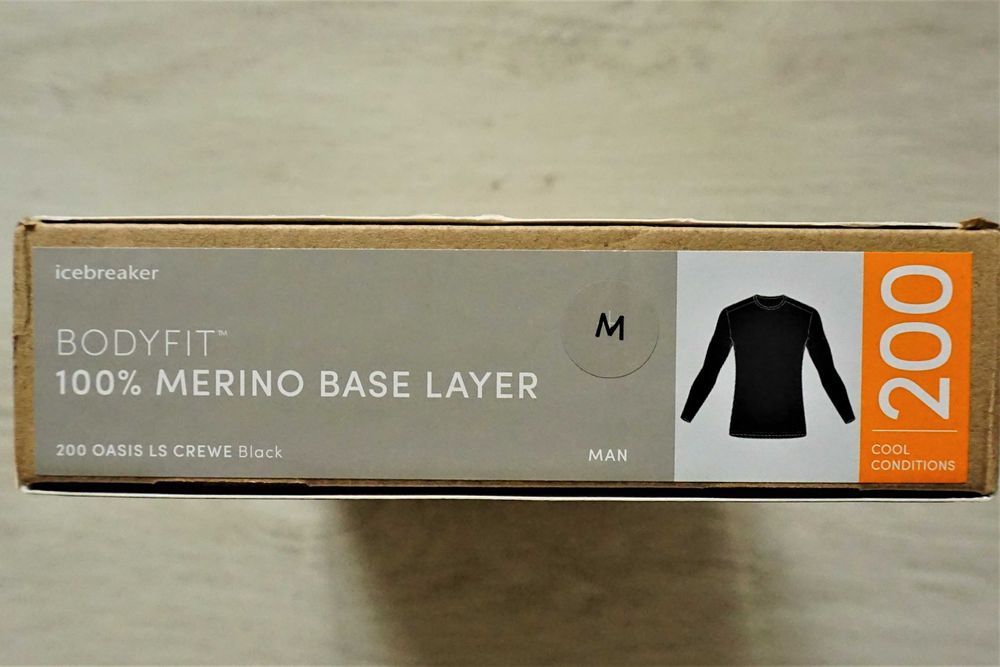 icebreaker
BODYFIT™
100% MERINO BASE LAYER
200 OASIS LS CREWE Black
M
MAN
200
COOL
CONDITIONS